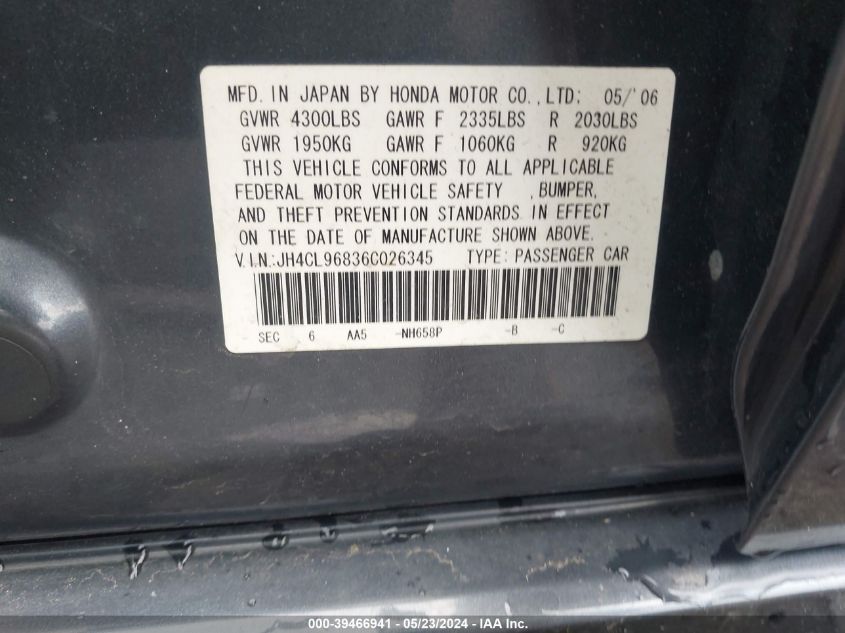 MFD. IN JAPAN BY HONDA MOTOR CO.,LTD: 05/'06
GVWR 4300LBS GAWR F 2335LBS R 2030LBS
GVWR 1950KG GAWR F 1060KG R 920KG
THIS VEHICLE CONFORMS TO ALL APPLICABLE
FEDERAL MOTOR VEHICLE SAFETY , BUMPER,
AND THEFT PREVENTION STANDARDS IN EFFECT
ON THE DATE OF MANUFACTURE SHOWN ABOVE.
V.I.N.:JH4CL96836C026345 TYPE: PASSENGER CAR
SEC 6 AA5 -NH658P -B -C
000-39466941 - 05/23/2024 - IAA Inc.